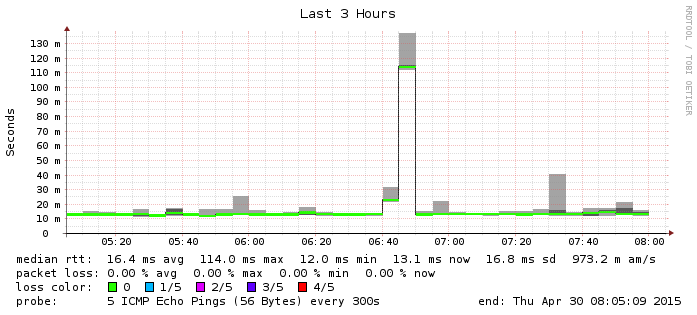 Last 3 Hours
RRDTOOL / TOBI OETIKER
Seconds
130 m
120 m
110 m
100 m
90 m
80 m
70 m
60 m
50 m
40 m
30 m
20 m
10 m
0
05:20 05:40 06:00 06:20 06:40 07:00 07:20 07:40 08:00
median rtt: 16.4 ms avg 114.0 ms max 12.0 ms min 13.1 ms now 16.8 ms sd 973.2 m am/s
packet loss: 0.00 % avg 0.00 % max 0.00 % min 0.00 % now
loss color: 0 1/5 2/5 3/5 4/5
probe: 5 ICMP Echo Pings (56 Bytes) every 300s end: Thu Apr 30 08:05:09 2015